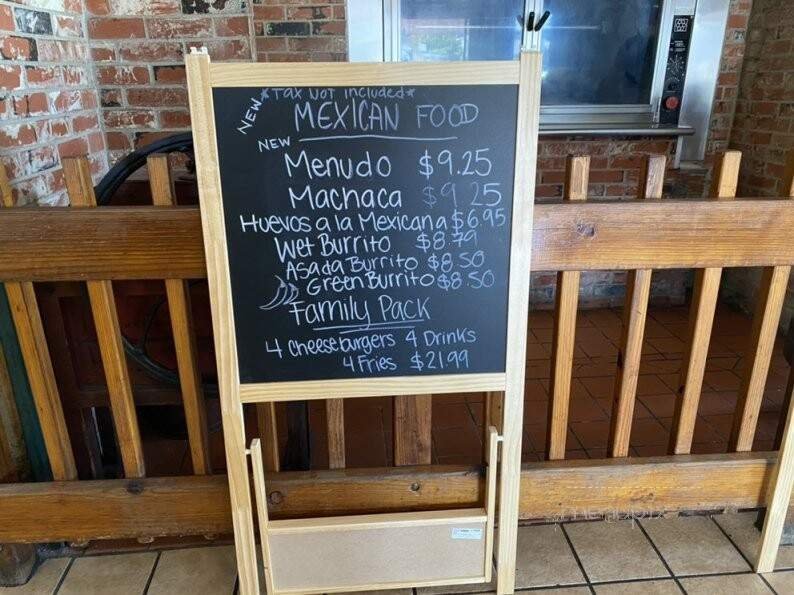 *Tax Not included*
NEW MEXICAN FOOD
NEW
Menudo $9.25
Machaca $9.25
Huevos a la Mexicana $6.95
Wet Burrito $8.79
Asada Burrito $8.50
Green Burrito $8.50
Family Pack
4 Cheeseburgers 4 Drinks
4 Fries $21.99